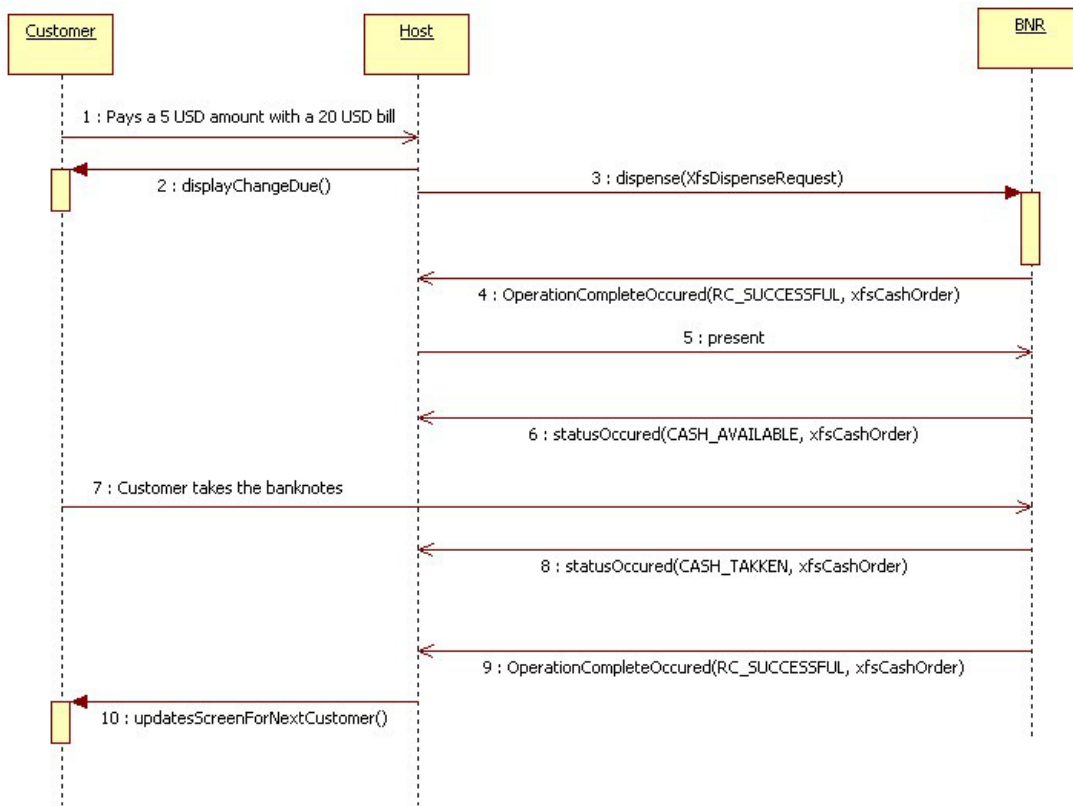 Customer
Host
BNR
1 : Pays a 5 USD amount with a 20 USD bill
2 : displayChangeDue()
3 : dispense(XfsDispenseRequest)
4 : OperationCompleteOccured(RC_SUCCESSFUL, xfsCashOrder)
5 : present
6 : statusOccured(CASH_AVAILABLE, xfsCashOrder)
7 : Customer takes the banknotes
8 : statusOccured(CASH_TAKKEN, xfsCashOrder)
9 : OperationCompleteOccured(RC_SUCCESSFUL, xfsCashOrder)
10 : updatesScreenForNextCustomer()